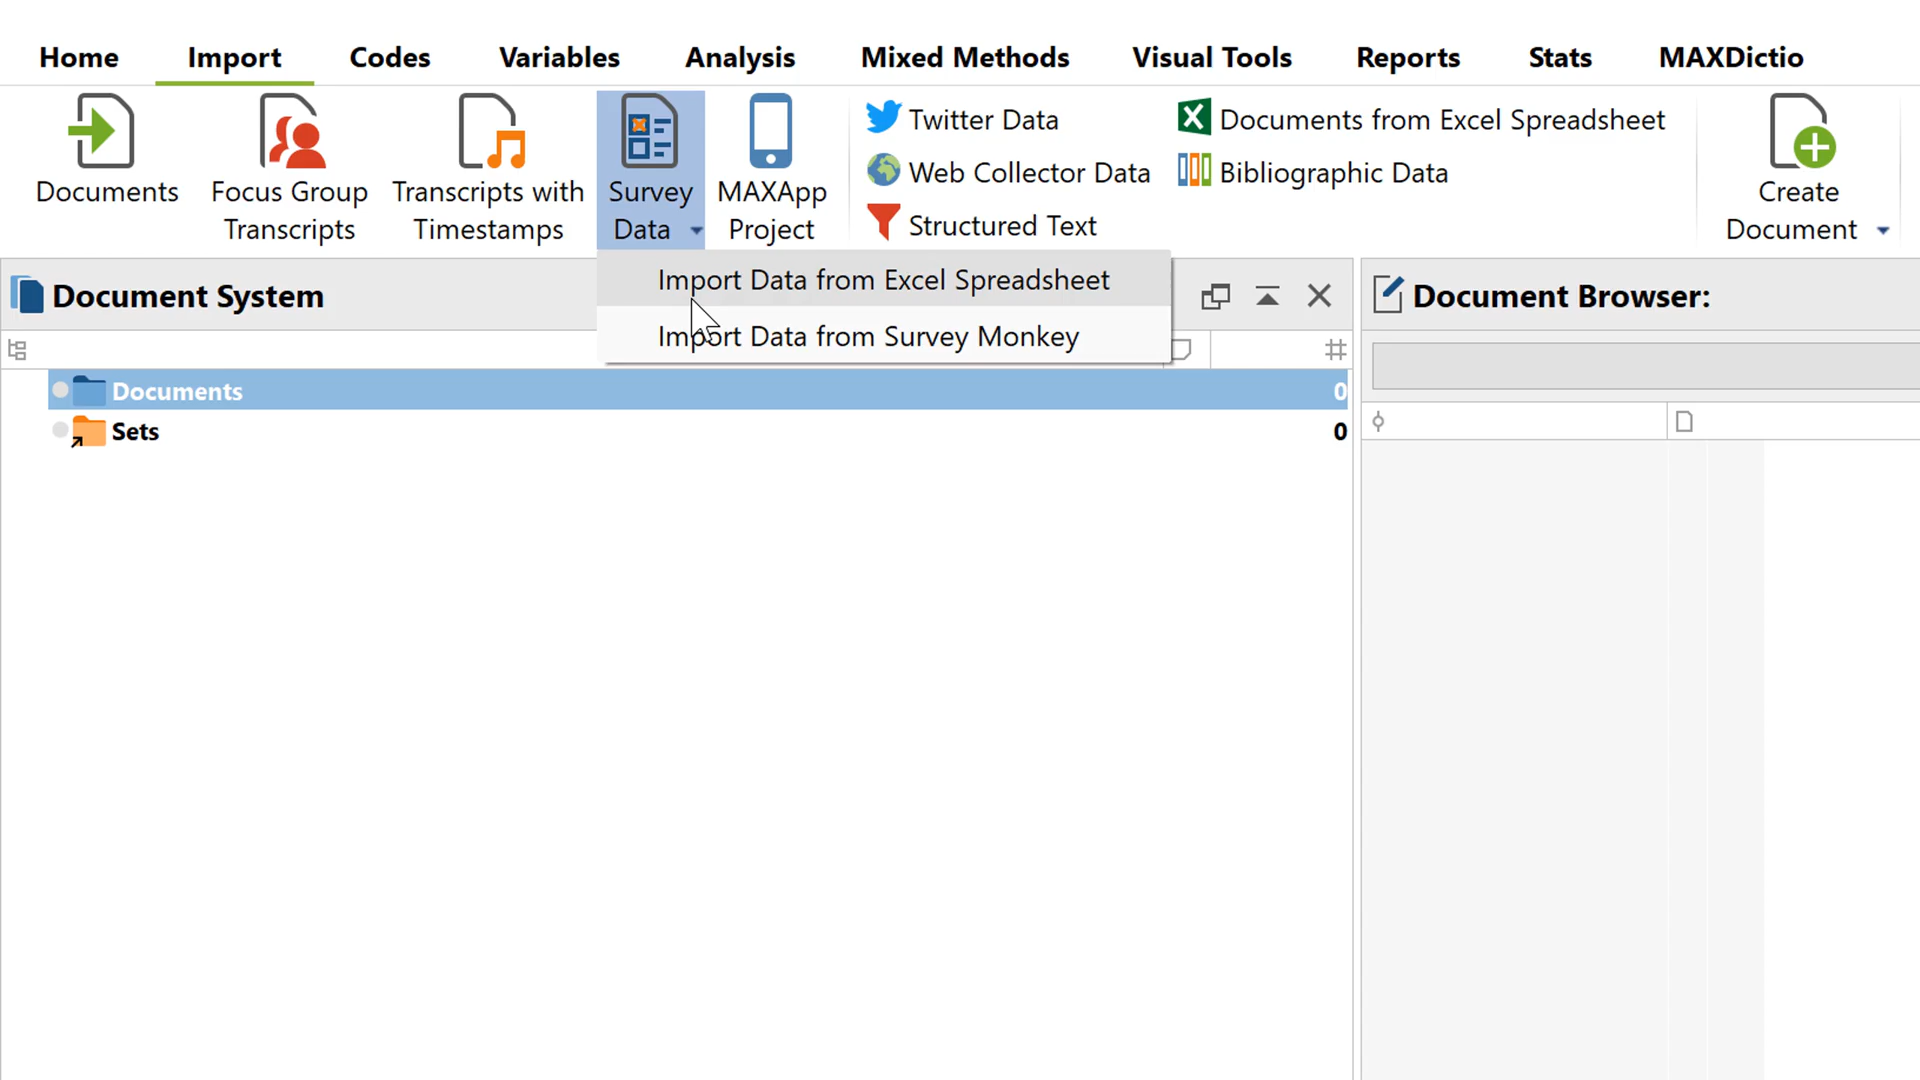 Home Import Codes Variables Analysis Mixed Methods Visual Tools Reports Stats MAXDictio
Documents
Focus Group
Transcripts
Transcripts with
Timestamps
Survey
Data
MAXApp
Project
Twitter Data
Web Collector Data
Structured Text
Documents from Excel Spreadsheet
Bibliographic Data
Create
Document
Import Data from Excel Spreadsheet
Import Data from Survey Monkey
Document System
Documents 0
Sets 0
Document Browser: